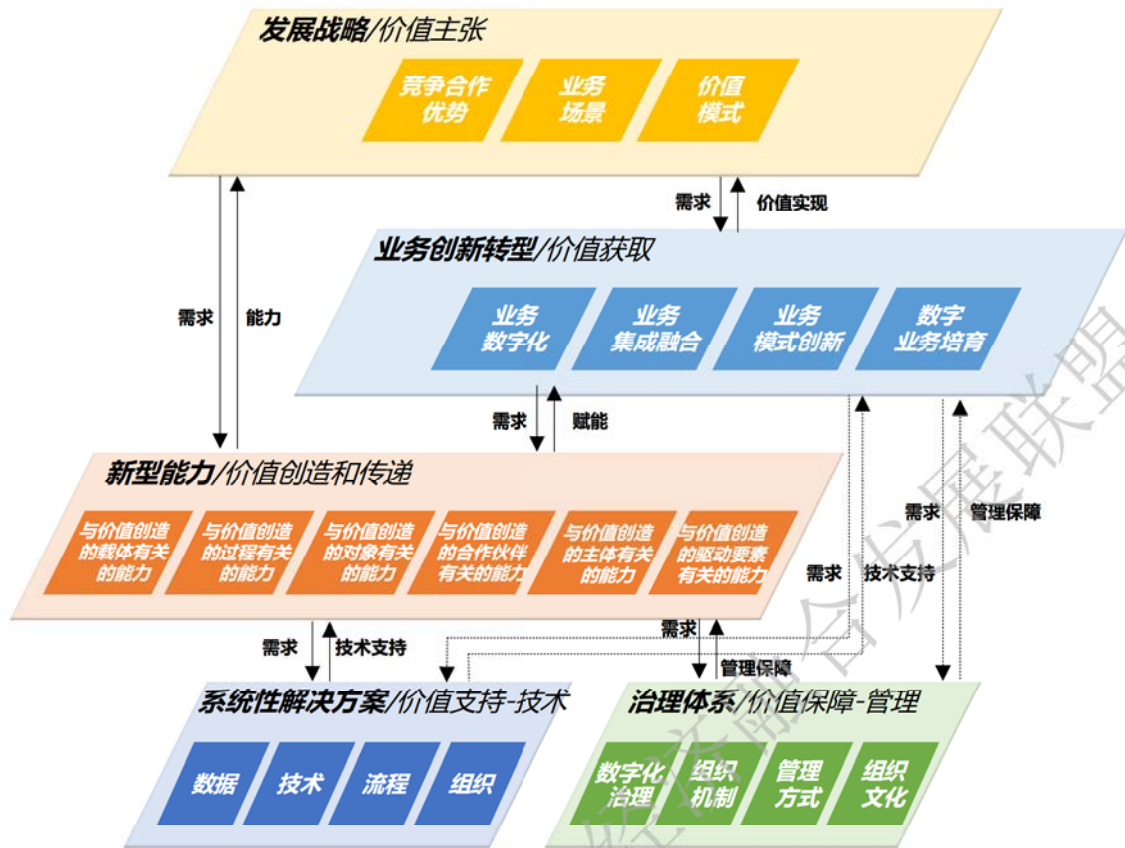 发展战略/价值主张
竞争合作
优势
业务
场景
价值
模式
需求
价值实现
业务创新转型/价值获取
业务
数字化
业务
集成融合
业务
模式创新
数字
业务培育
需求
能力
需求
赋能
新型能力/价值创造和传递
与价值创造
的载体有关
的能力
与价值创造
的过程有关
的能力
与价值创造
的对象有关
的能力
与价值创造
的合作伙伴
有关的能力
与价值创造
的主体有关
的能力
与价值创造
的驱动要素
有关的能力
需求
管理保障
需求
技术支持
需求
技术支持
需求
管理保障
系统性解决方案/价值支持-技术
数据
技术
流程
组织
治理体系/价值保障-管理
数字化
治理
组织
机制
管理
方式
组织
文化
经济融合发展联盟